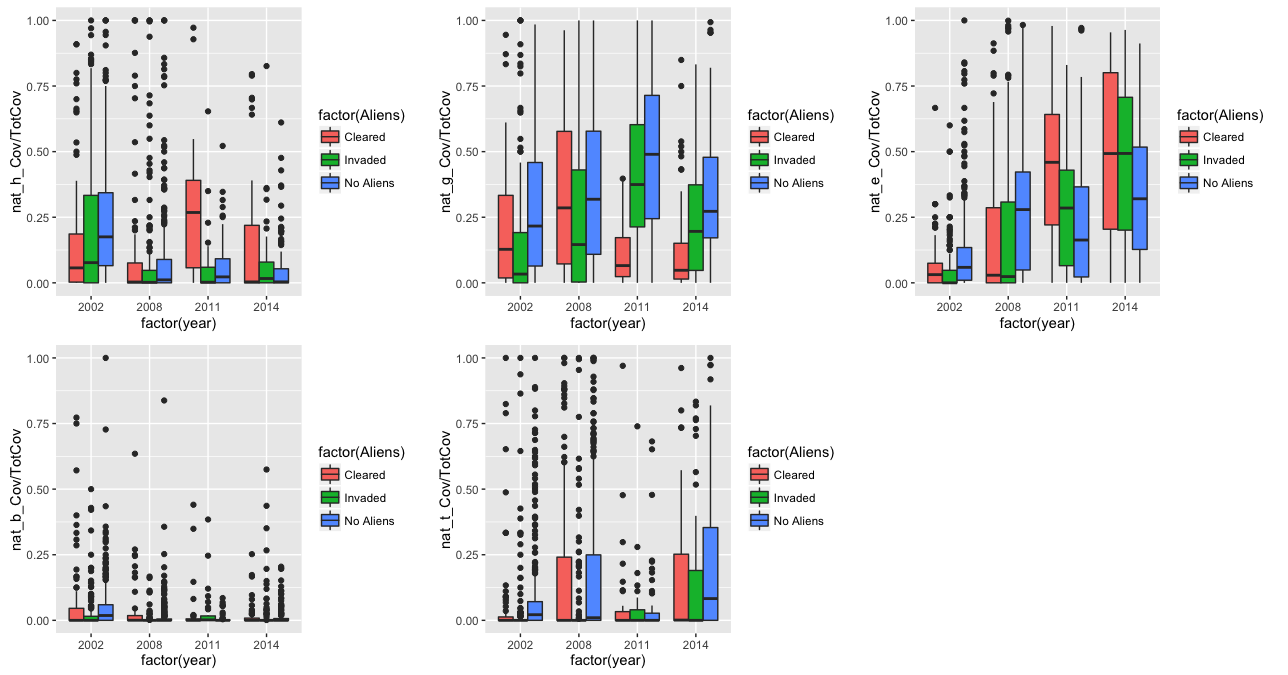 nat_h_Cov/TotCov
1.00
0.75
0.50
0.25
0.00
2002 2008 2011 2014
factor(year)
factor(Aliens)
Cleared
Invaded
No Aliens
nat_g_Cov/TotCov
1.00
0.75
0.50
0.25
0.00
2002 2008 2011 2014
factor(year)
factor(Aliens)
Cleared
Invaded
No Aliens
nat_e_Cov/TotCov
1.00
0.75
0.50
0.25
0.00
2002 2008 2011 2014
factor(year)
factor(Aliens)
Cleared
Invaded
No Aliens
nat_b_Cov/TotCov
1.00
0.75
0.50
0.25
0.00
2002 2008 2011 2014
factor(year)
factor(Aliens)
Cleared
Invaded
No Aliens
nat_t_Cov/TotCov
1.00
0.75
0.50
0.25
0.00
2002 2008 2011 2014
factor(year)
factor(Aliens)
Cleared
Invaded
No Aliens